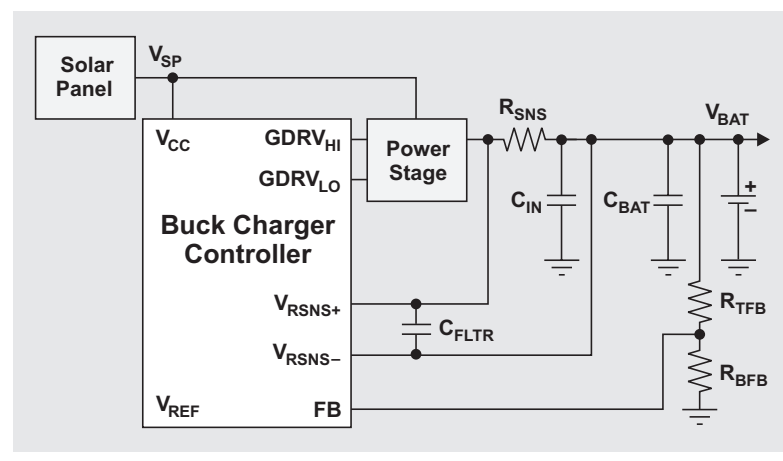 Solar
Panel
V_SP
R_SNS
V_BAT
V_CC
GDRV_HI
GDRV_LO
Power
Stage
C_IN
C_BAT
+
–
Buck Charger
Controller
V_RSNS+
C_FLTR
V_RSNS–
R_TFB
R_BFB
V_REF
FB